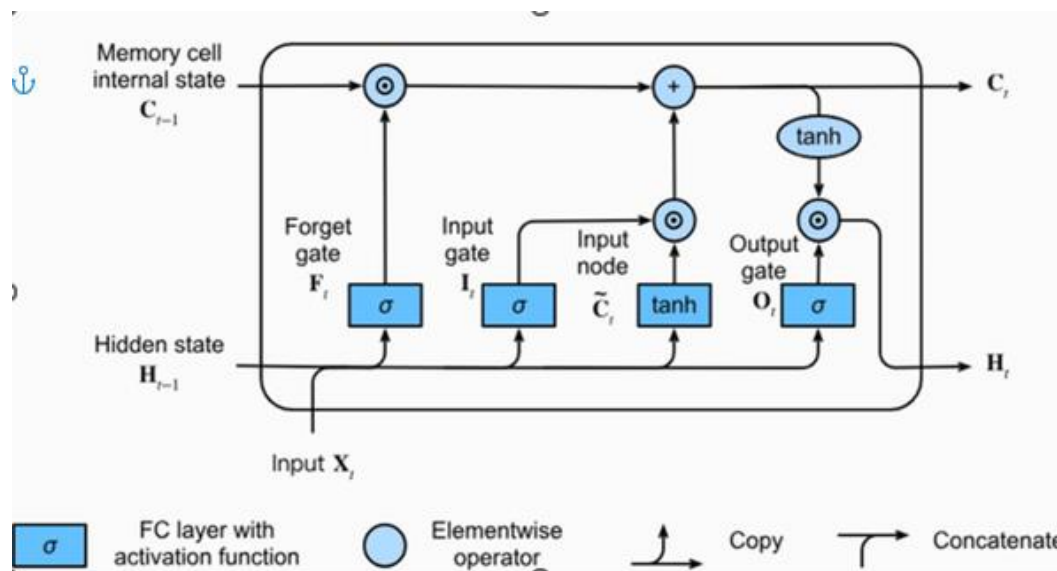 Memory cell
internal state
C_{t-1}
C_t
tanh
Forget
gate
F_t
Input
gate
I_t
Input
node
C̃_t
Output
gate
O_t
σ
σ
tanh
σ
Hidden state
H_{t-1}
H_t
Input X_t
σ
FC layer with
activation function
Elementwise
operator
Copy
Concatenate